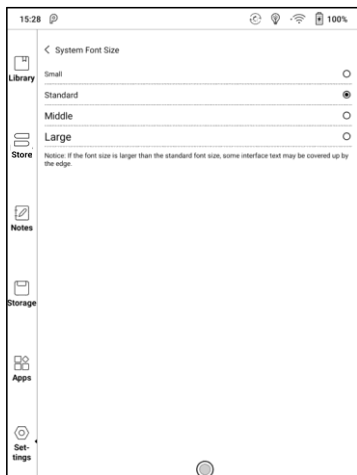 15:28
100%
System Font Size
Library
Small
Standard
Middle
Large
Notice: If the font size is larger than the standard font size, some interface text may be covered up by
the edge.
Store
Notes
Storage
Apps
Set-
tings